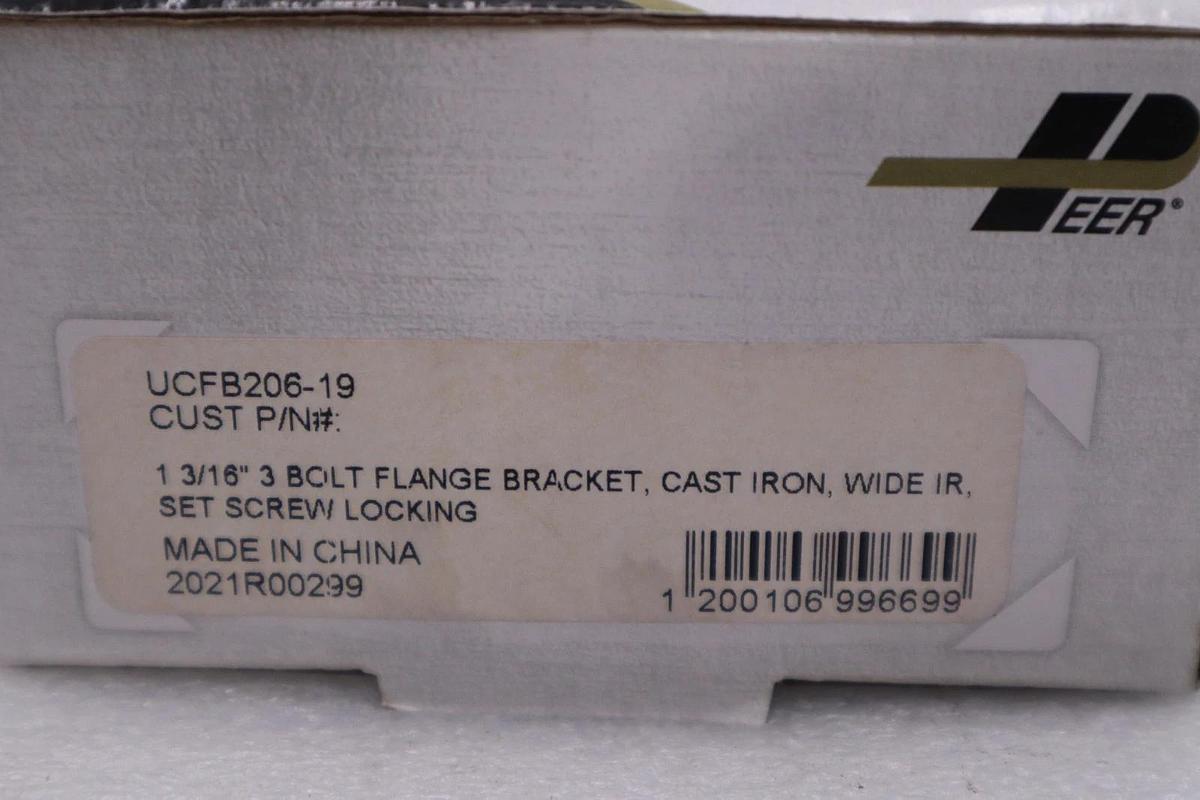 PEER®
UCFB206-19
CUST P/N#:
1 3/16" 3 BOLT FLANGE BRACKET, CAST IRON, WIDE IR,
SET SCREW LOCKING
MADE IN CHINA
2021R00299
1 200106 996699